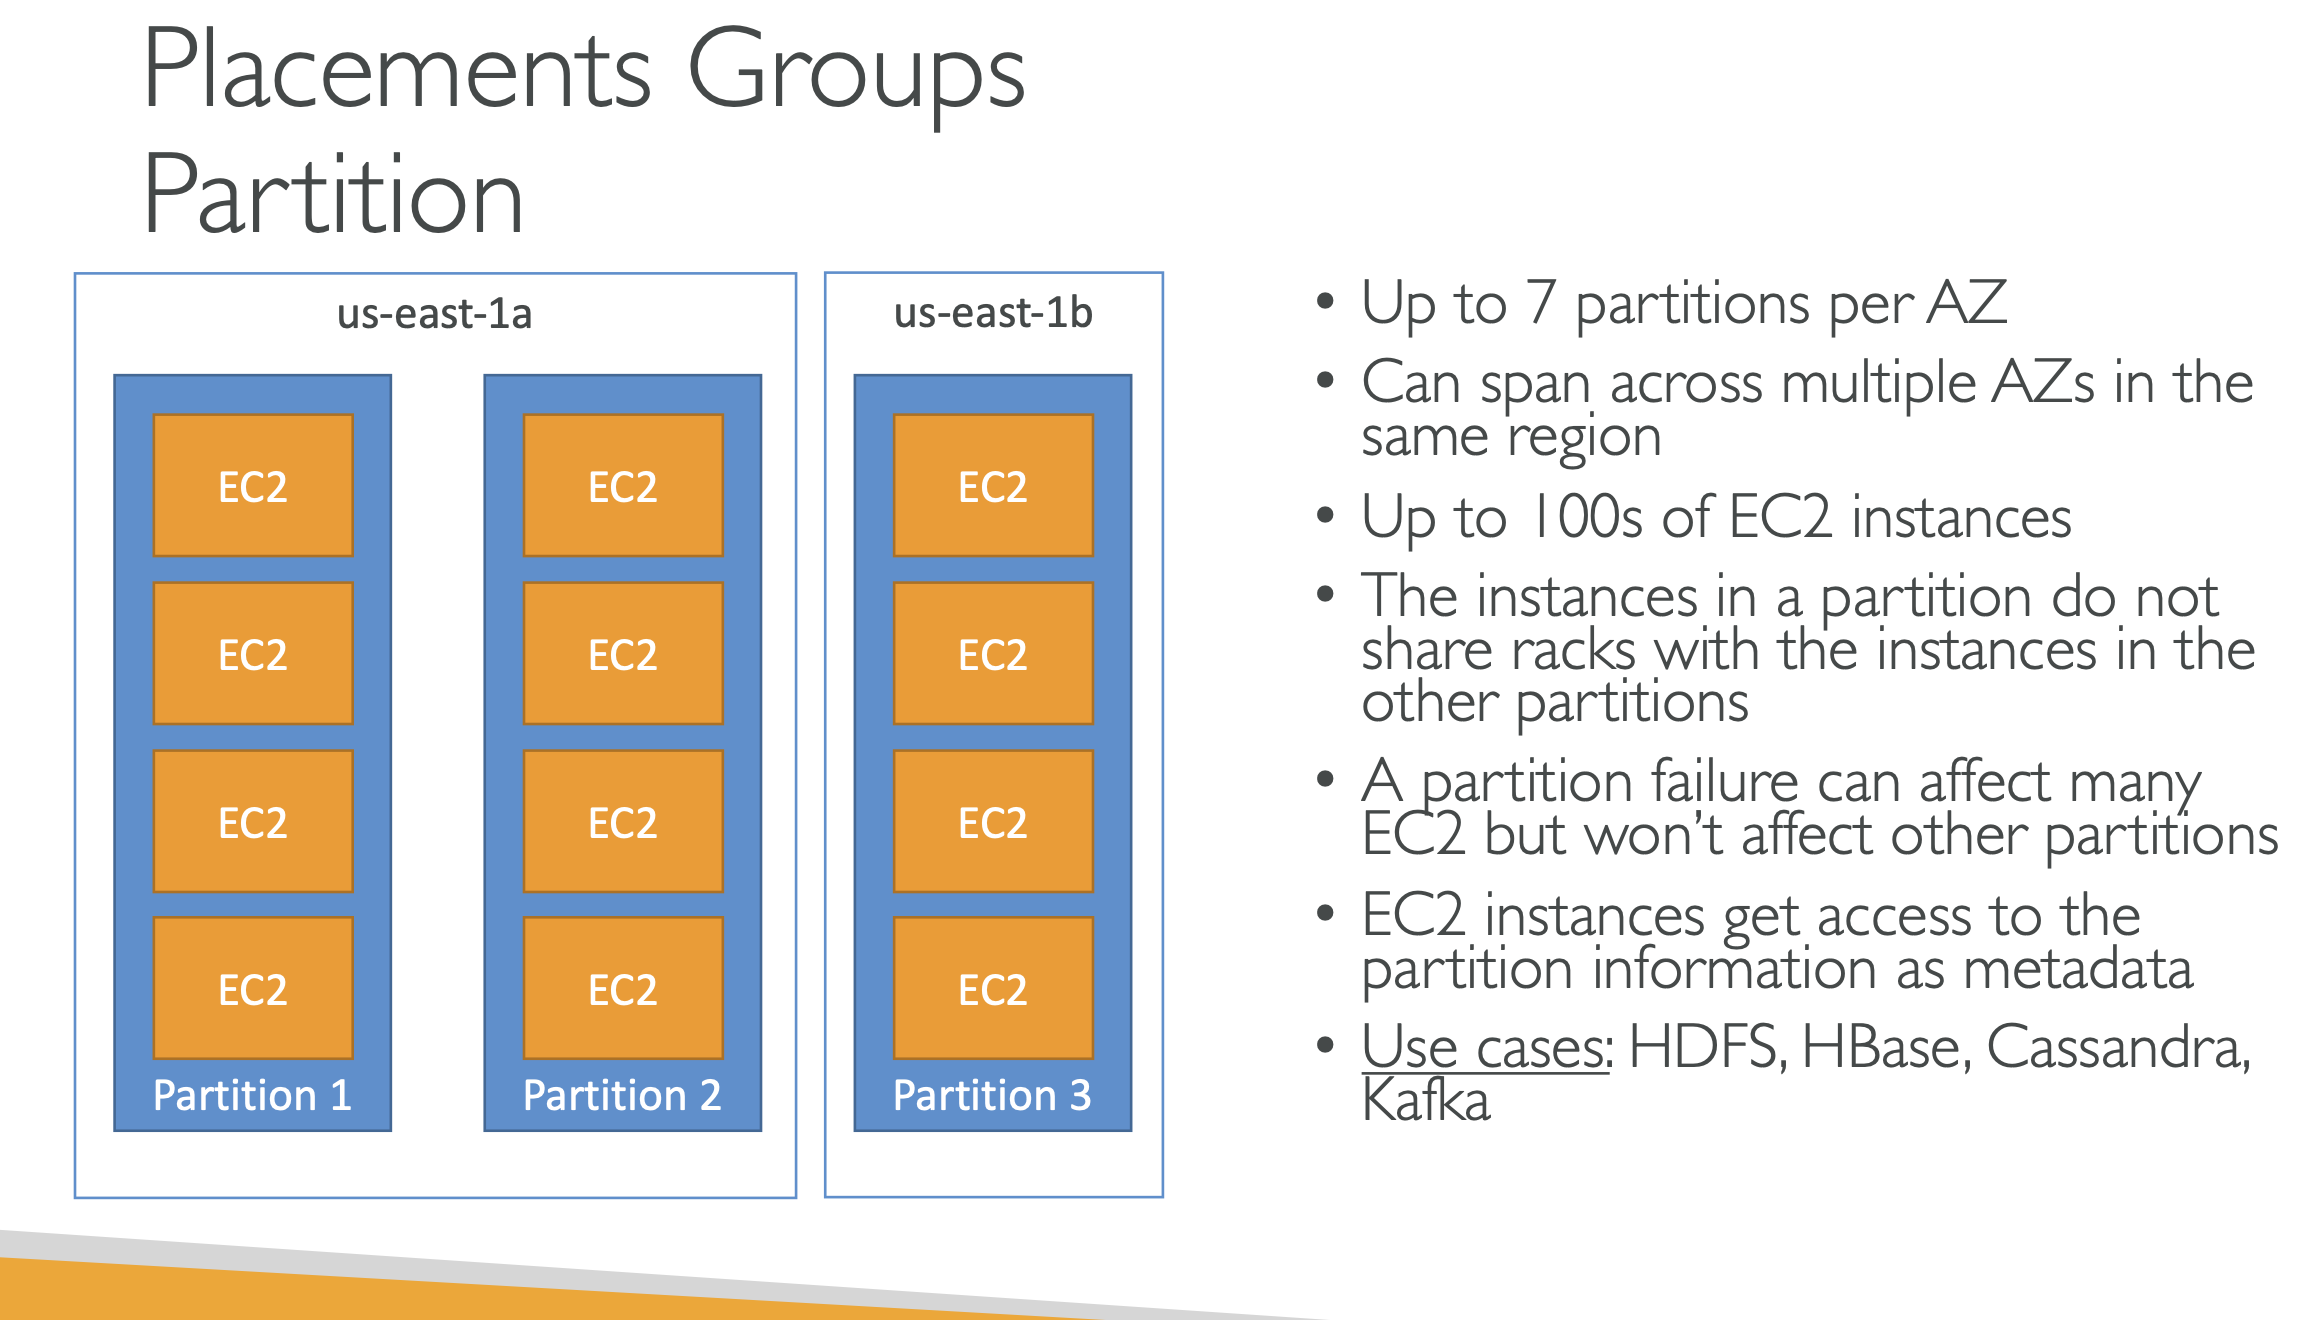 Placements Groups
Partition
us-east-1a
EC2
EC2
EC2
EC2
Partition 1
EC2
EC2
EC2
EC2
Partition 2
us-east-1b
EC2
EC2
EC2
EC2
Partition 3
• Up to 7 partitions per AZ
• Can span across multiple AZs in the
same region
• Up to 100s of EC2 instances
• The instances in a partition do not
share racks with the instances in the
other partitions
• A partition failure can affect many
EC2 but won’t affect other partitions
• EC2 instances get access to the
partition information as metadata
• Use cases: HDFS, HBase, Cassandra,
Kafka